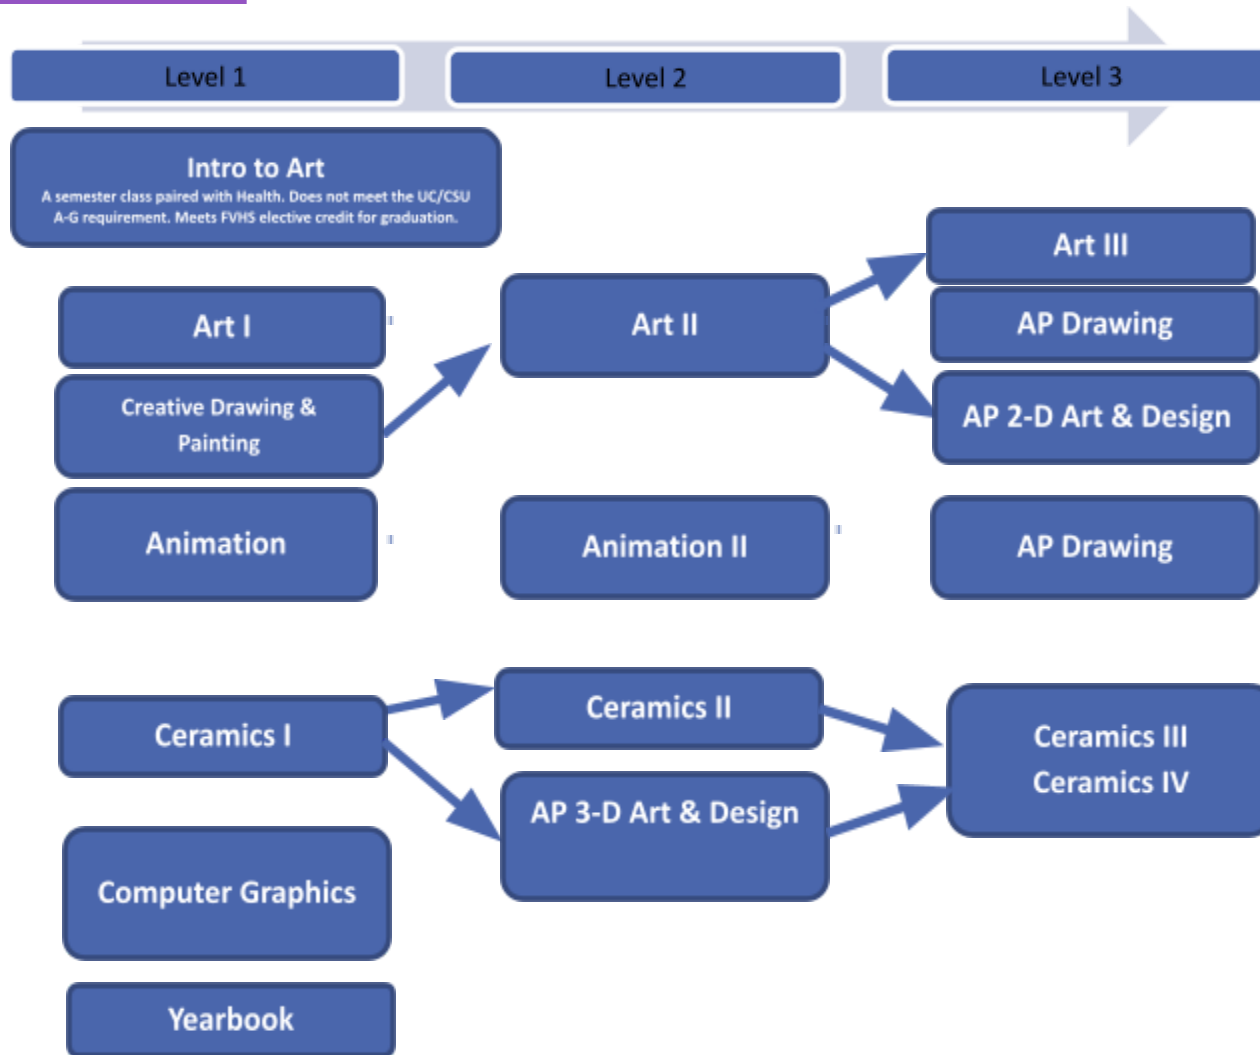 Level 1
Level 2
Level 3
Intro to Art
A semester class paired with Health. Does not meet the UC/CSU
A-G requirement. Meets FVHS elective credit for graduation.
Art III
Art I
Art II
AP Drawing
Creative Drawing &
Painting
AP 2-D Art & Design
Animation
Animation II
AP Drawing
Ceramics I
Ceramics II
Ceramics III
Ceramics IV
AP 3-D Art & Design
Computer Graphics
Yearbook